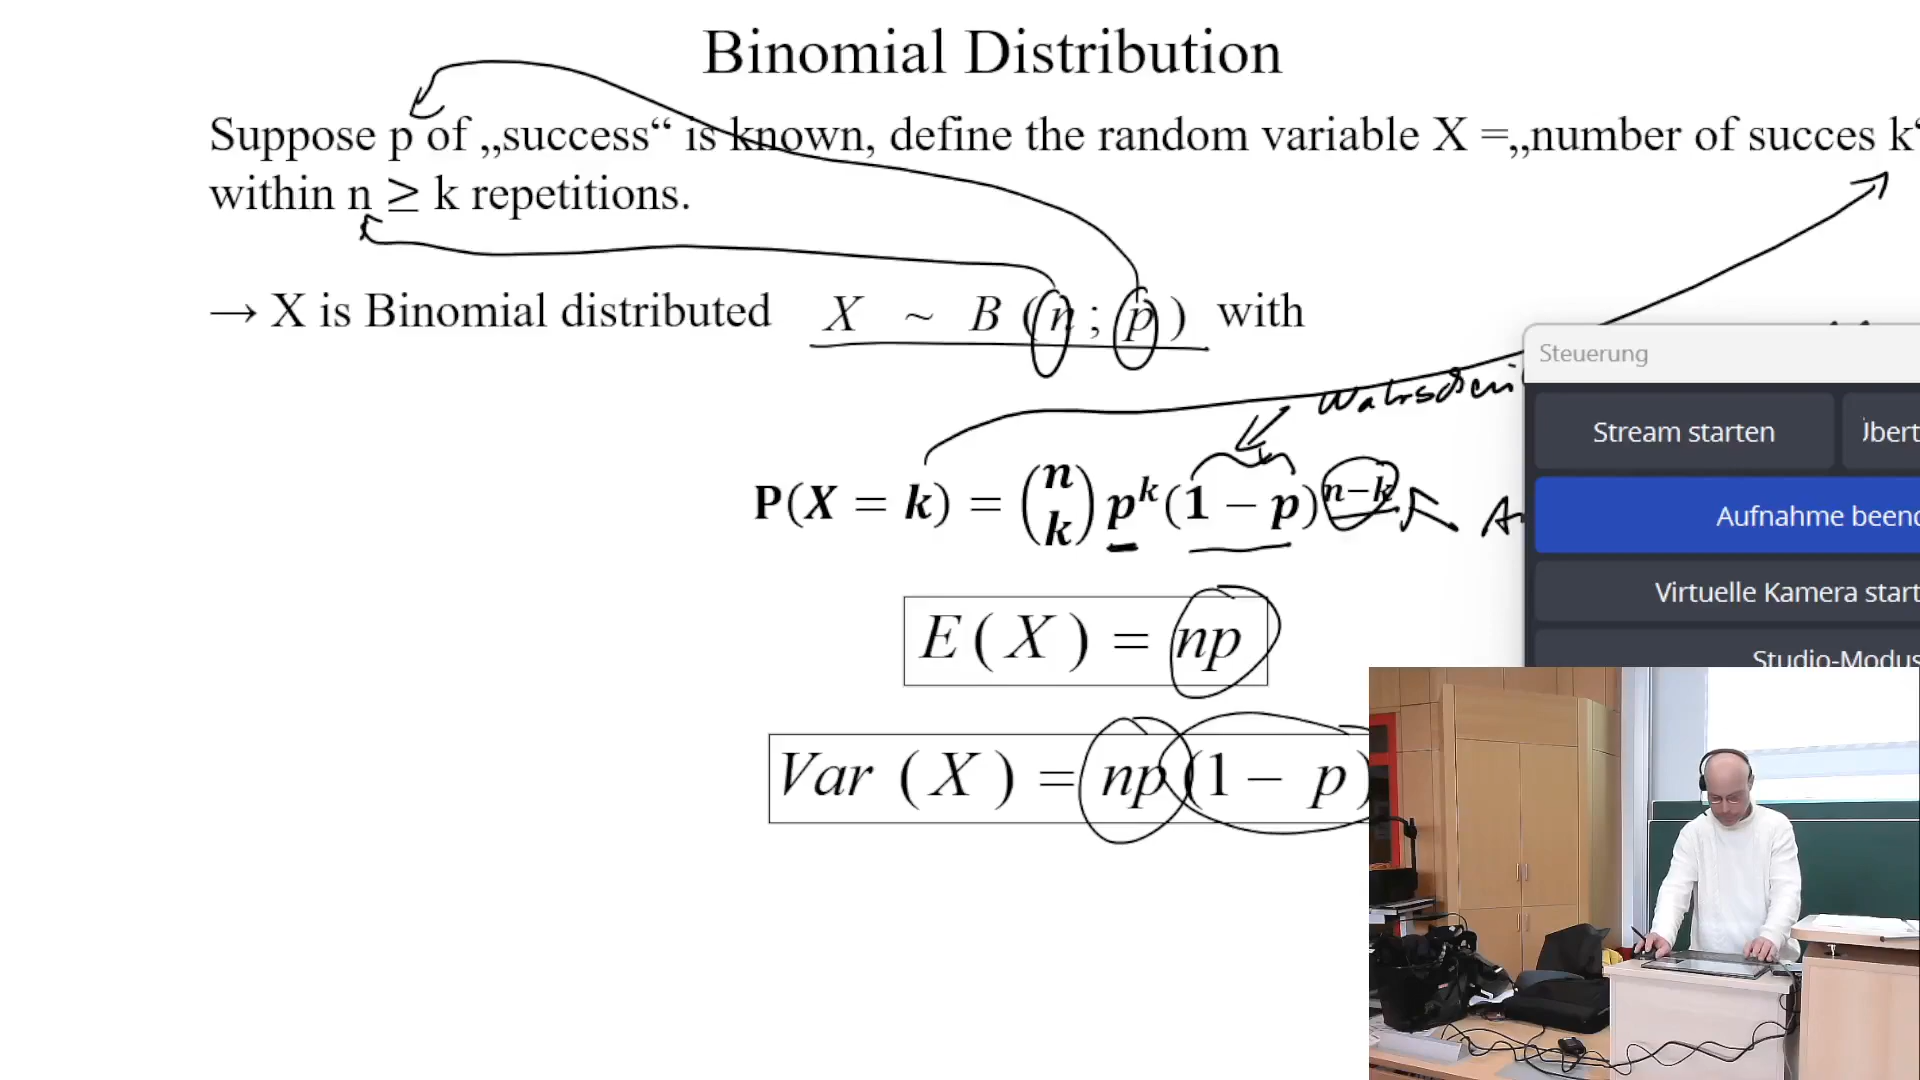 Binomial Distribution
Suppose p of „success“ is known, define the random variable X =„number of succes k“
within n ≥ k repetitions.
→ X is Binomial distributed X ~ B (n ; p) with
P(X = k) = (n k) p^k (1 − p)^{n−k}
E ( X ) = np
Var ( X ) = np (1 − p)
Steuerung
Stream starten
Aufnahme beend
Virtuelle Kamera start
Studio-Modus